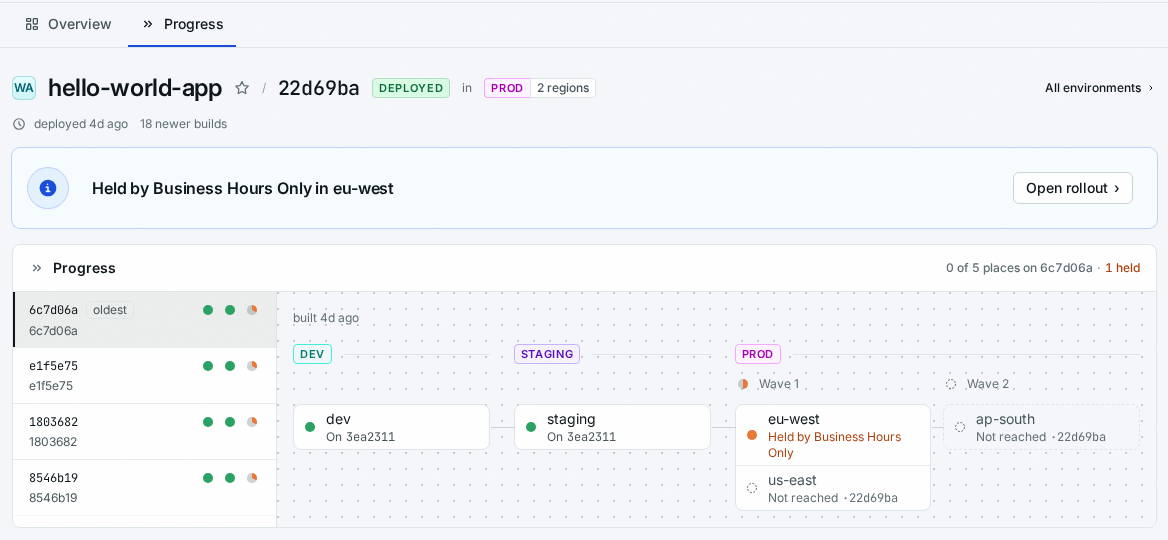 Overview
Progress
WA
hello-world-app / 22d69ba DEPLOYED in PROD 2 regions
All environments ›
deployed 4d ago 18 newer builds
Held by Business Hours Only in eu-west
Open rollout ›
Progress
0 of 5 places on 6c7d06a · 1 held
6c7d06a oldest
6c7d06a
e1f5e75
e1f5e75
1803682
1803682
8546b19
8546b19
built 4d ago
DEV
STAGING
PROD
Wave 1
Wave 2
dev
On 3ea2311
staging
On 3ea2311
eu-west
Held by Business Hours
Only
us-east
Not reached · 22d69ba
ap-south
Not reached · 22d69ba